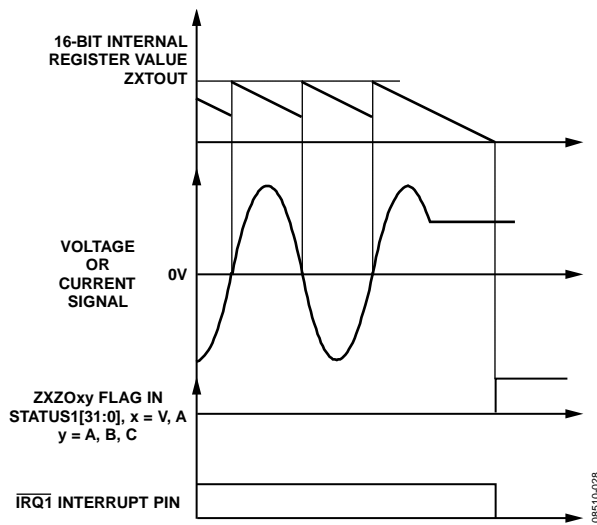 16-BIT INTERNAL
REGISTER VALUE
ZXTOUT
VOLTAGE
OR
CURRENT
SIGNAL
0V
ZXZOxy FLAG IN
STATUS1[31:0], x = V, A
y = A, B, C
IRQ1 INTERRUPT PIN
08510-028